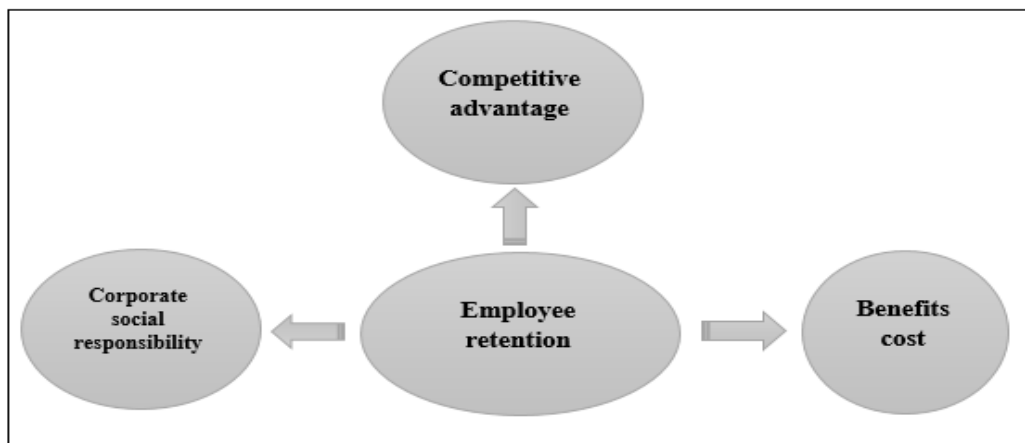 Competitive
advantage
Corporate
social
responsibility
Employee
retention
Benefits
cost